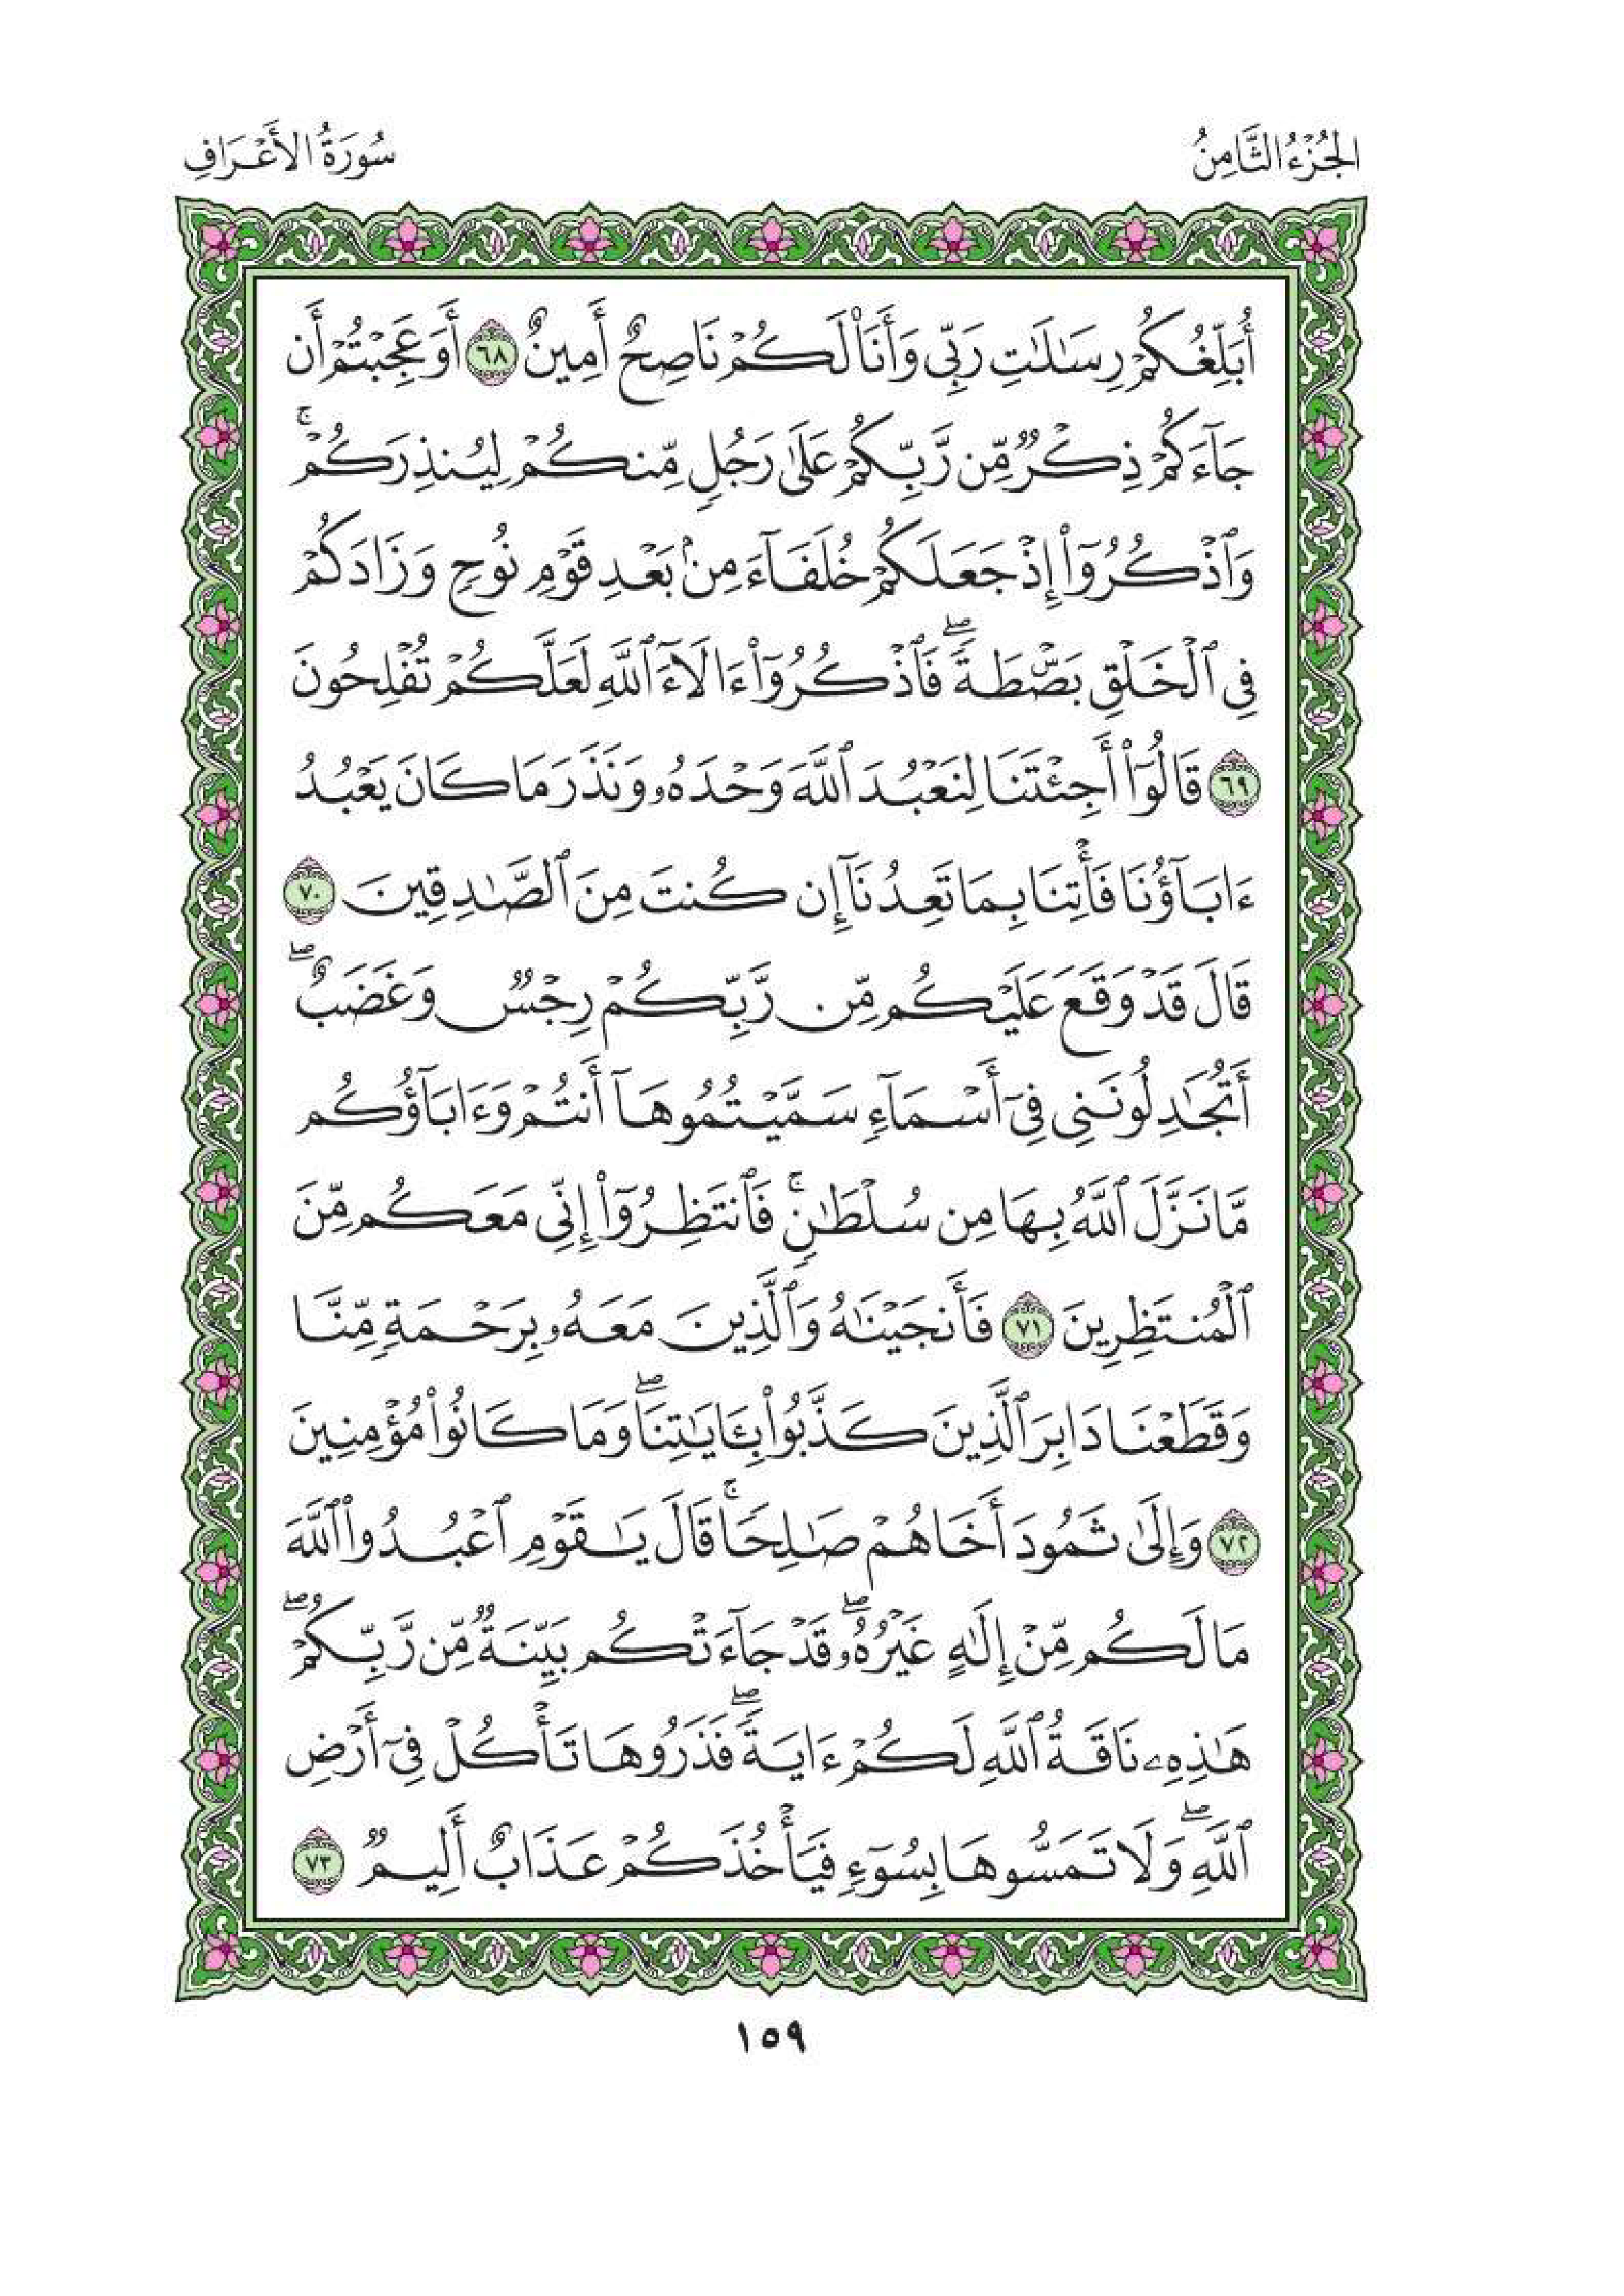 الجُزْءُ الثَّامِنُ
سُورَةُ الأَعْرَافِ
أُبَلِّغُكُمْ رِسَٰلَٰتِ رَبِّى وَأَنَا۠ لَكُمْ نَاصِحٌ أَمِينٌ ٦٨ أَوَعَجِبْتُمْ أَن
جَآءَكُمْ ذِكْرٌ مِّن رَّبِّكُمْ عَلَىٰ رَجُلٍ مِّنكُمْ لِيُنذِرَكُمْ ۚ
وَٱذْكُرُوٓا۟ إِذْ جَعَلَكُمْ خُلَفَآءَ مِنۢ بَعْدِ قَوْمِ نُوحٍ وَزَادَكُمْ
فِى ٱلْخَلْقِ بَصْۜطَةً ۖ فَٱذْكُرُوٓا۟ ءَالَآءَ ٱللَّهِ لَعَلَّكُمْ تُفْلِحُونَ
٦٩ قَالُوٓا۟ أَجِئْتَنَا لِنَعْبُدَ ٱللَّهَ وَحْدَهُۥ وَنَذَرَ مَا كَانَ يَعْبُدُ
ءَابَآؤُنَا فَأْتِنَا بِمَا تَعِدُنَآ إِن كُنتَ مِنَ ٱلصَّٰدِقِينَ ٧٠
قَالَ قَدْ وَقَعَ عَلَيْكُم مِّن رَّبِّكُمْ رِجْسٌ وَغَضَبٌ ۖ
أَتُجَٰدِلُونَنِى فِىٓ أَسْمَآءٍ سَمَّيْتُمُوهَآ أَنتُمْ وَءَابَآؤُكُم
مَّا نَزَّلَ ٱللَّهُ بِهَا مِن سُلْطَٰنٍ ۚ فَٱنتَظِرُوٓا۟ إِنِّى مَعَكُم مِّنَ
ٱلْمُنتَظِرِينَ ٧١ فَأَنجَيْنَٰهُ وَٱلَّذِينَ مَعَهُۥ بِرَحْمَةٍ مِّنَّا
وَقَطَعْنَا دَابِرَ ٱلَّذِينَ كَذَّبُوا۟ بِـَٔايَٰتِنَا ۖ وَمَا كَانُوا۟ مُؤْمِنِينَ
٧٢ وَإِلَىٰ ثَمُودَ أَخَاهُمْ صَٰلِحًا ۚ قَالَ يَٰقَوْمِ ٱعْبُدُوا۟ ٱللَّهَ
مَا لَكُم مِّنْ إِلَٰهٍ غَيْرُهُۥ ۖ قَدْ جَآءَتْكُم بَيِّنَةٌ مِّن رَّبِّكُمْ ۖ
هَٰذِهِۦ نَاقَةُ ٱللَّهِ لَكُمْ ءَايَةً ۖ فَذَرُوهَا تَأْكُلْ فِىٓ أَرْضِ
ٱللَّهِ ۖ وَلَا تَمَسُّوهَا بِسُوٓءٍ فَيَأْخُذَكُمْ عَذَابٌ أَلِيمٌ ٧٣
١٥٩